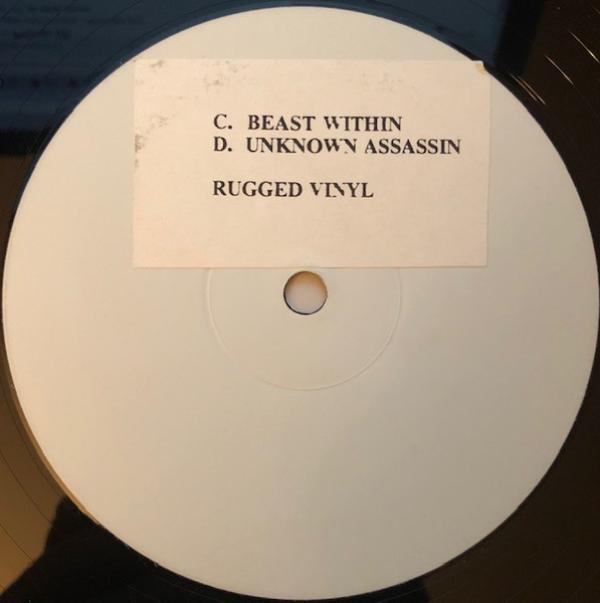 C. BEAST WITHIN
D. UNKNOWN ASSASSIN
RUGGED VINYL